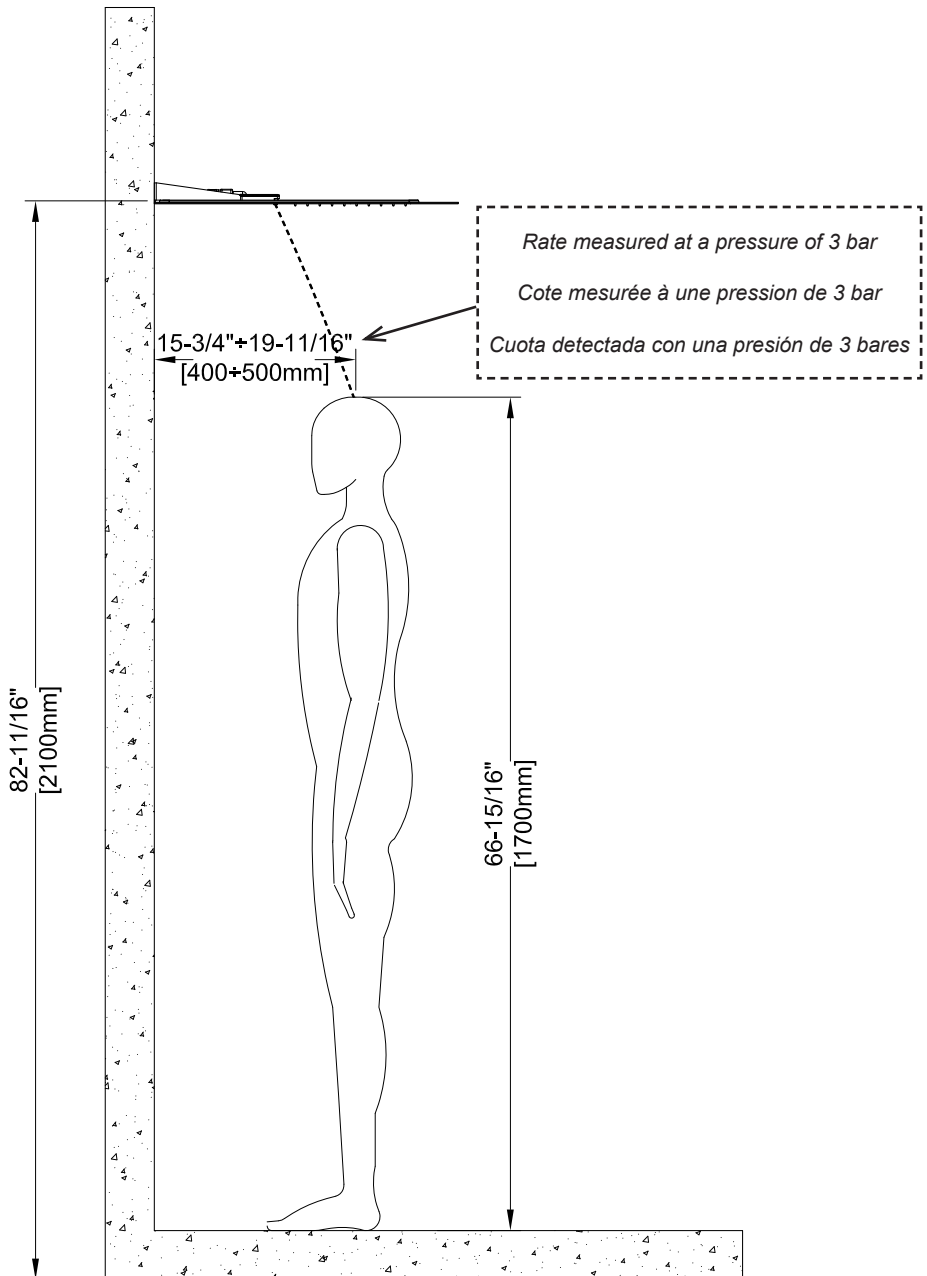 Rate measured at a pressure of 3 bar
Cote mesurée à une pression de 3 bar
Cuota detectada con una presión de 3 bares
15-3/4"÷19-11/16"
[400÷500mm]
82-11/16"
[2100mm]
66-15/16"
[1700mm]